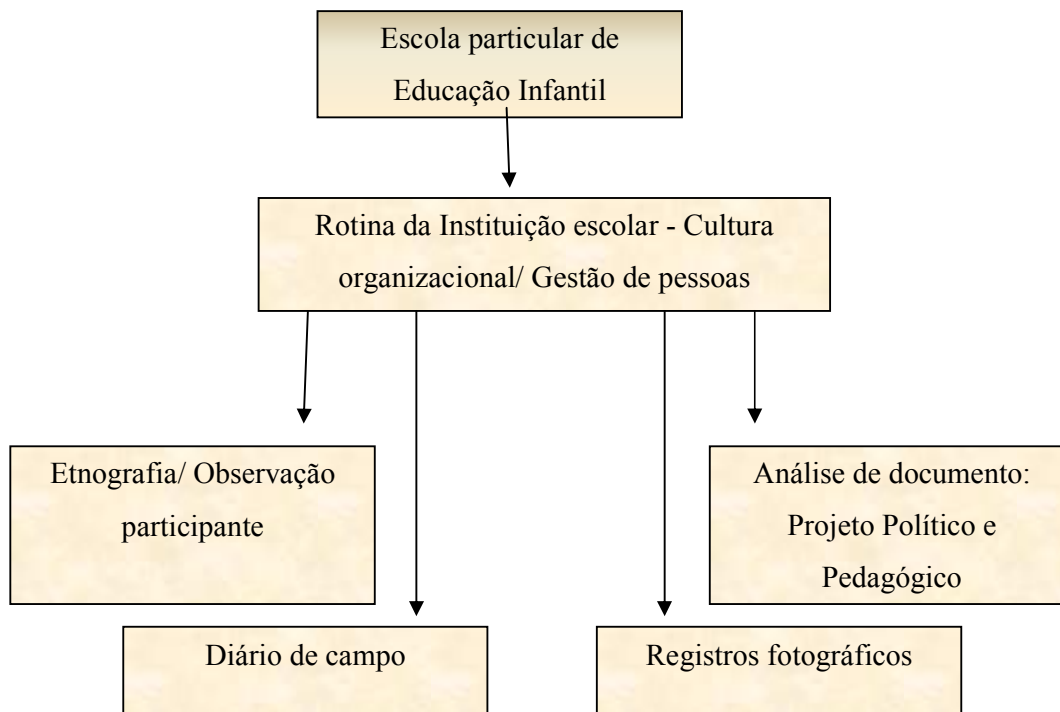 Escola particular de
Educação Infantil
Rotina da Instituição escolar - Cultura
organizacional/ Gestão de pessoas
Etnografia/ Observação
participante
Análise de documento:
Projeto Político e
Pedagógico
Diário de campo
Registros fotográficos